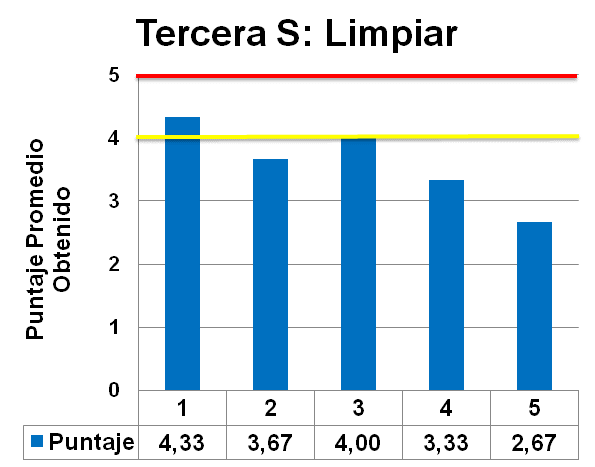 Tercera S: Limpiar
Puntaje Promedio
Obtenido
5
4
3
2
1
0
1 2 3 4 5
Puntaje 4,33 3,67 4,00 3,33 2,67